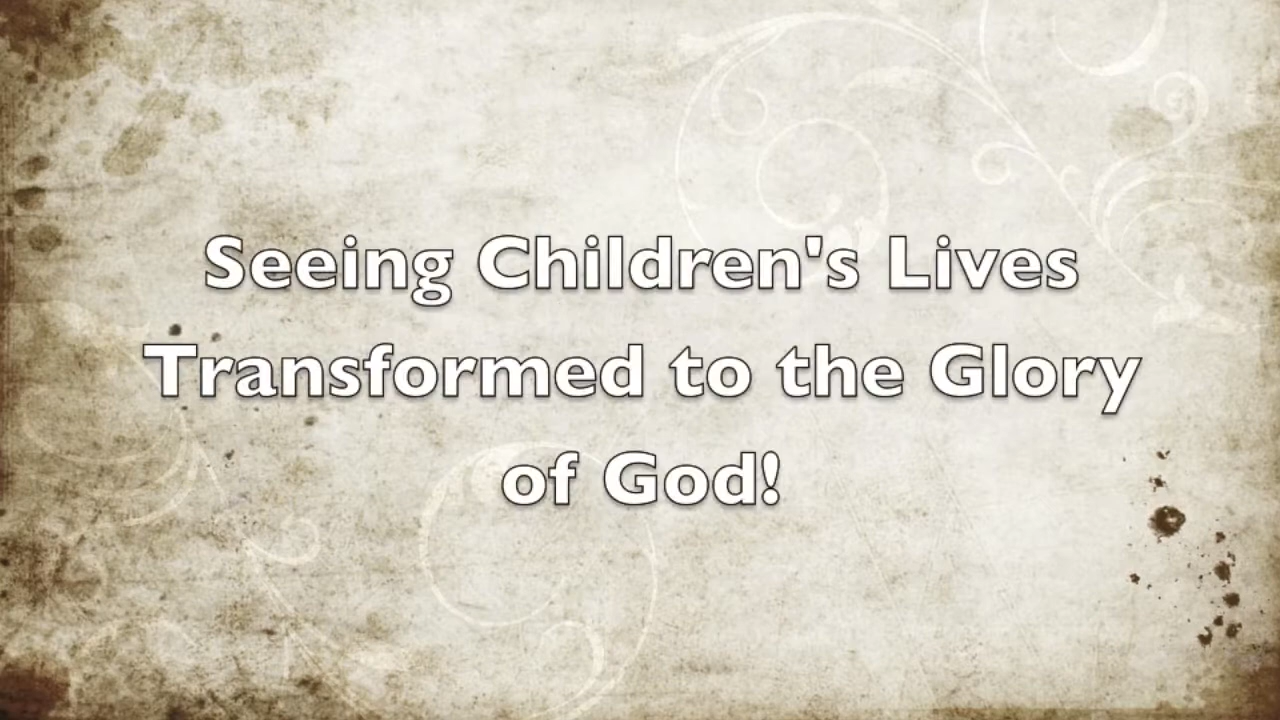 Seeing Children's Lives
Transformed to the Glory
of God!